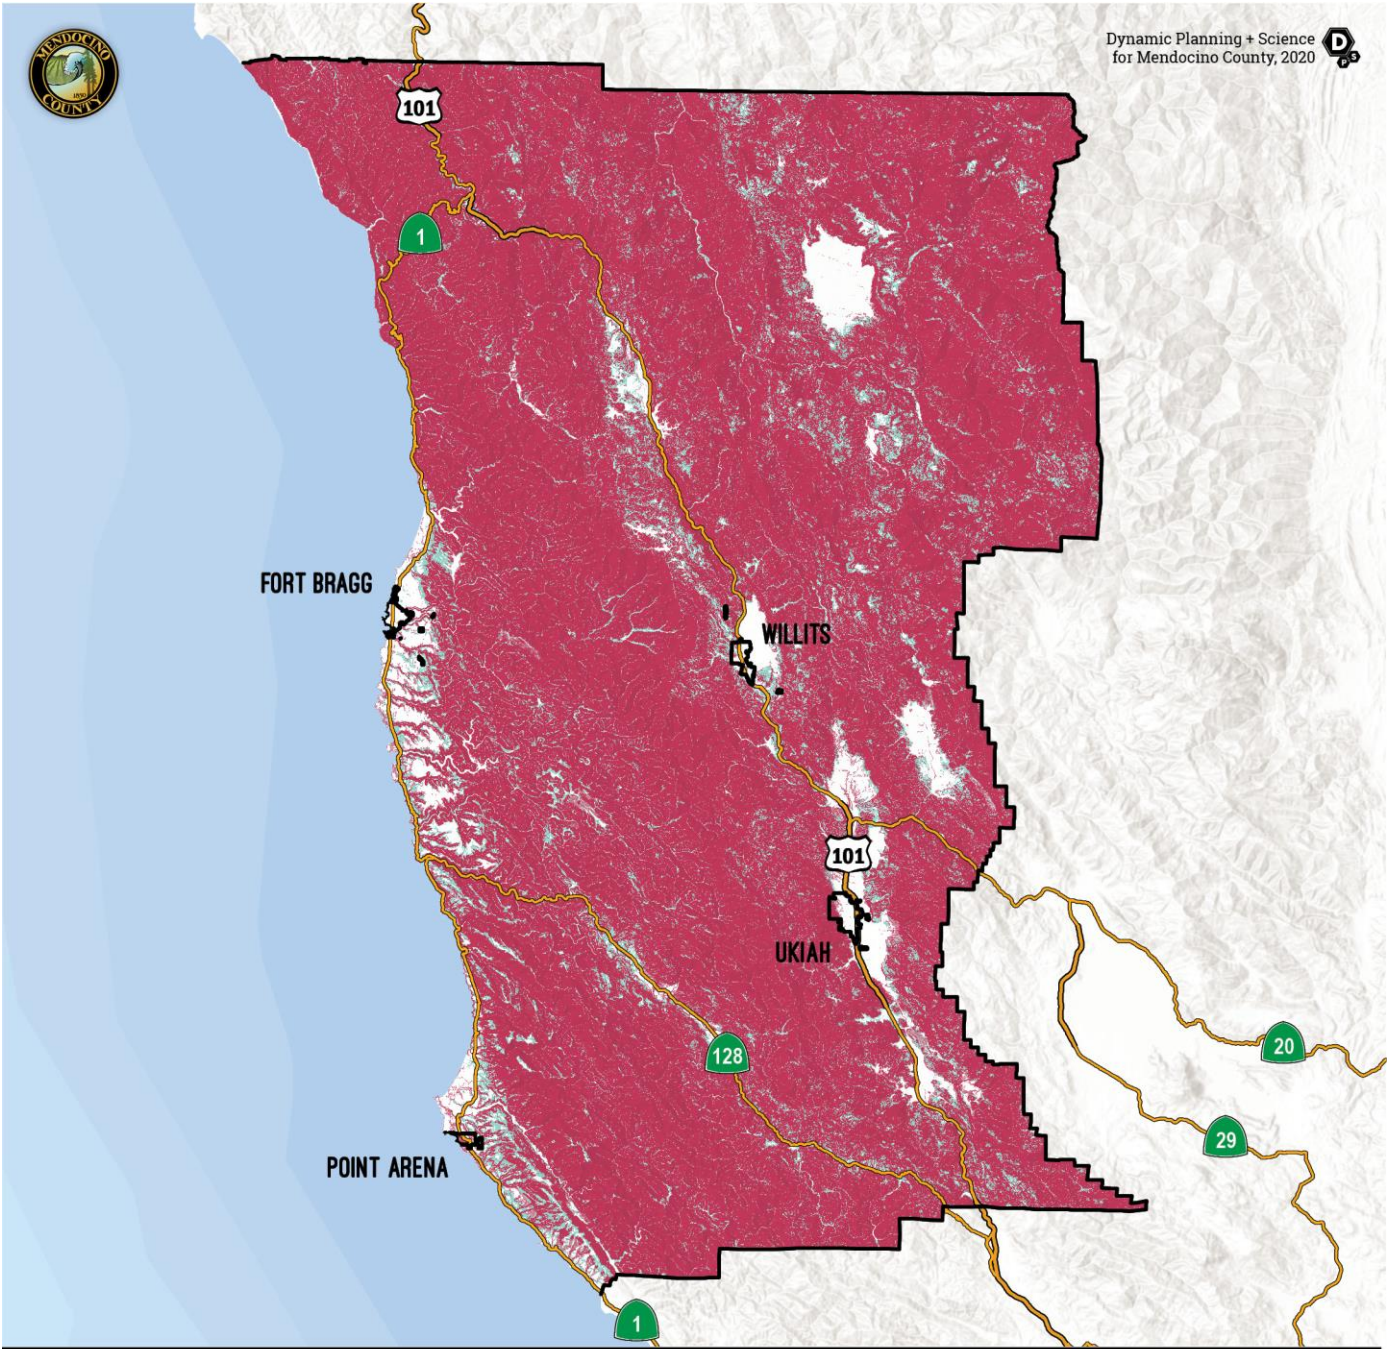 MENDOCINO
COUNTY
1850
Dynamic Planning + Science
for Mendocino County, 2020
D
P S
101
1
FORT BRAGG
WILLITS
101
UKIAH
128
20
29
POINT ARENA
1